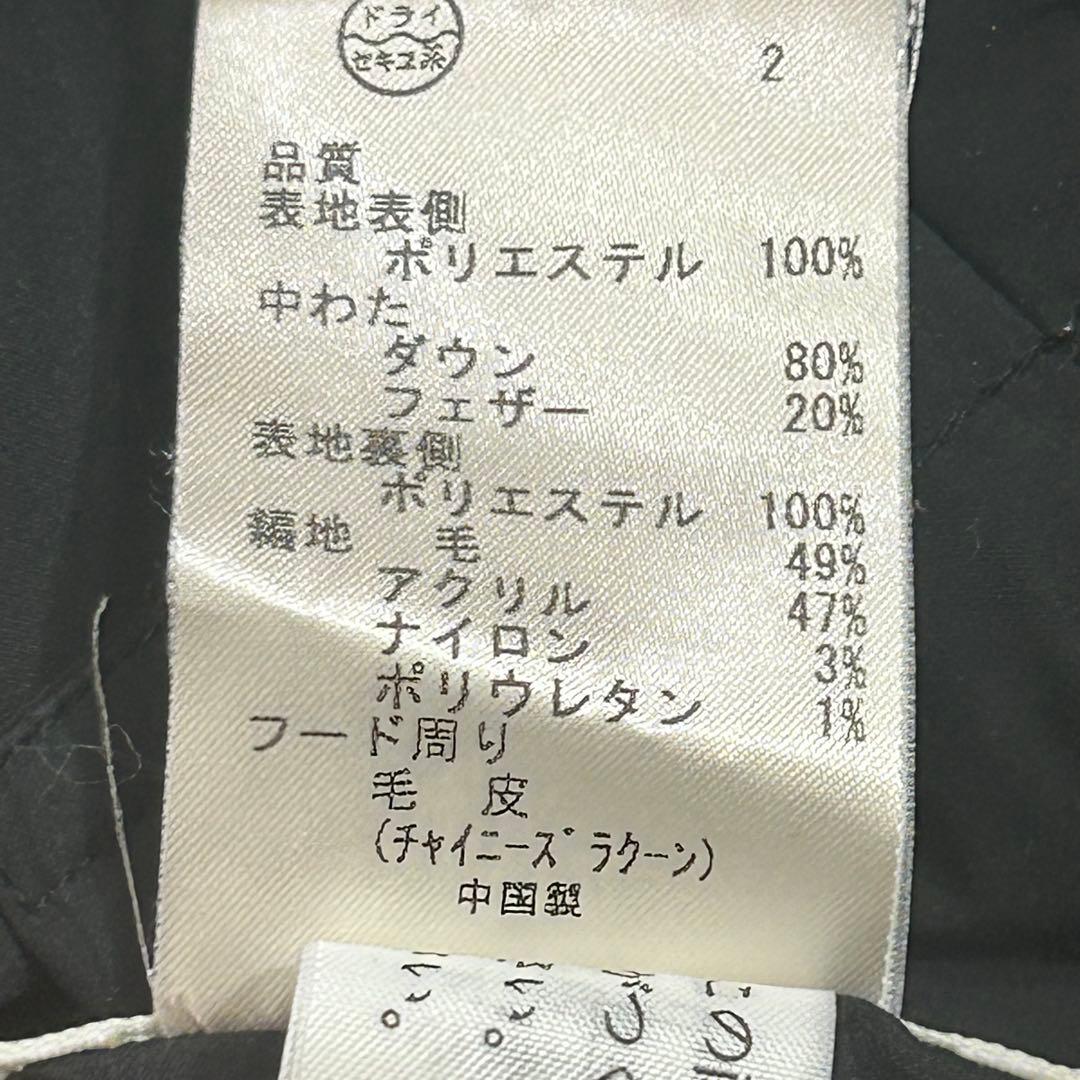 ドライ
セキユ系
2
品質
表地表側
ポリエステル 100%
中わた
ダウン 80%
フェザー 20%
表地裏側
ポリエステル 100%
編地 毛 49%
アクリル 47%
ナイロン 3%
ポリウレタン 1%
フード周り
毛 皮
(チャイニーズ ラクーン)
中国製